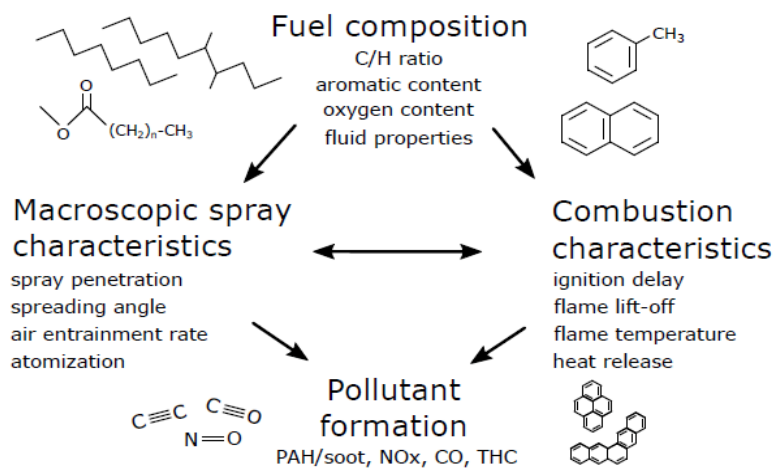 Fuel composition
C/H ratio
aromatic content
oxygen content
fluid properties
O
O
(CH₂)ₙ-CH₃
CH₃
Macroscopic spray
characteristics
spray penetration
spreading angle
air entrainment rate
atomization
Combustion
characteristics
ignition delay
flame lift-off
flame temperature
heat release
Pollutant
formation
PAH/soot, NOx, CO, THC
C≡C
C≡O
N=O